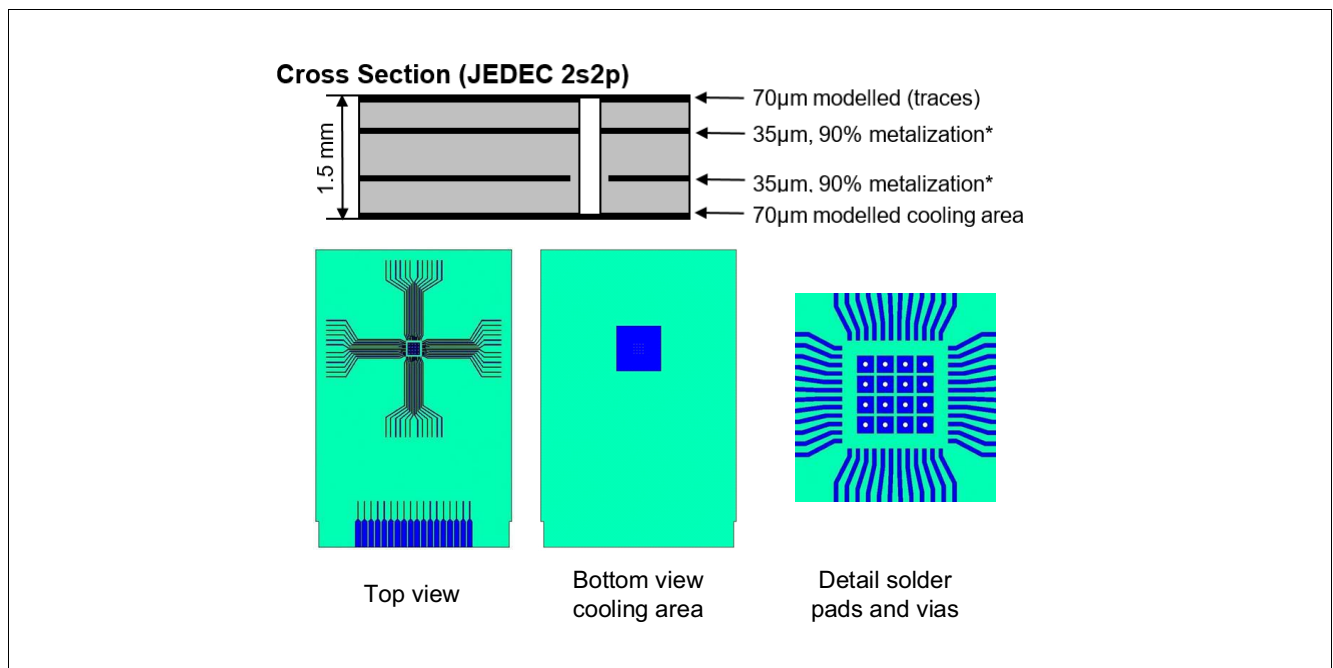 Cross Section (JEDEC 2s2p)
1.5 mm
70µm modelled (traces)
35µm, 90% metalization*
35µm, 90% metalization*
70µm modelled cooling area
Top view
Bottom view
cooling area
Detail solder
pads and vias